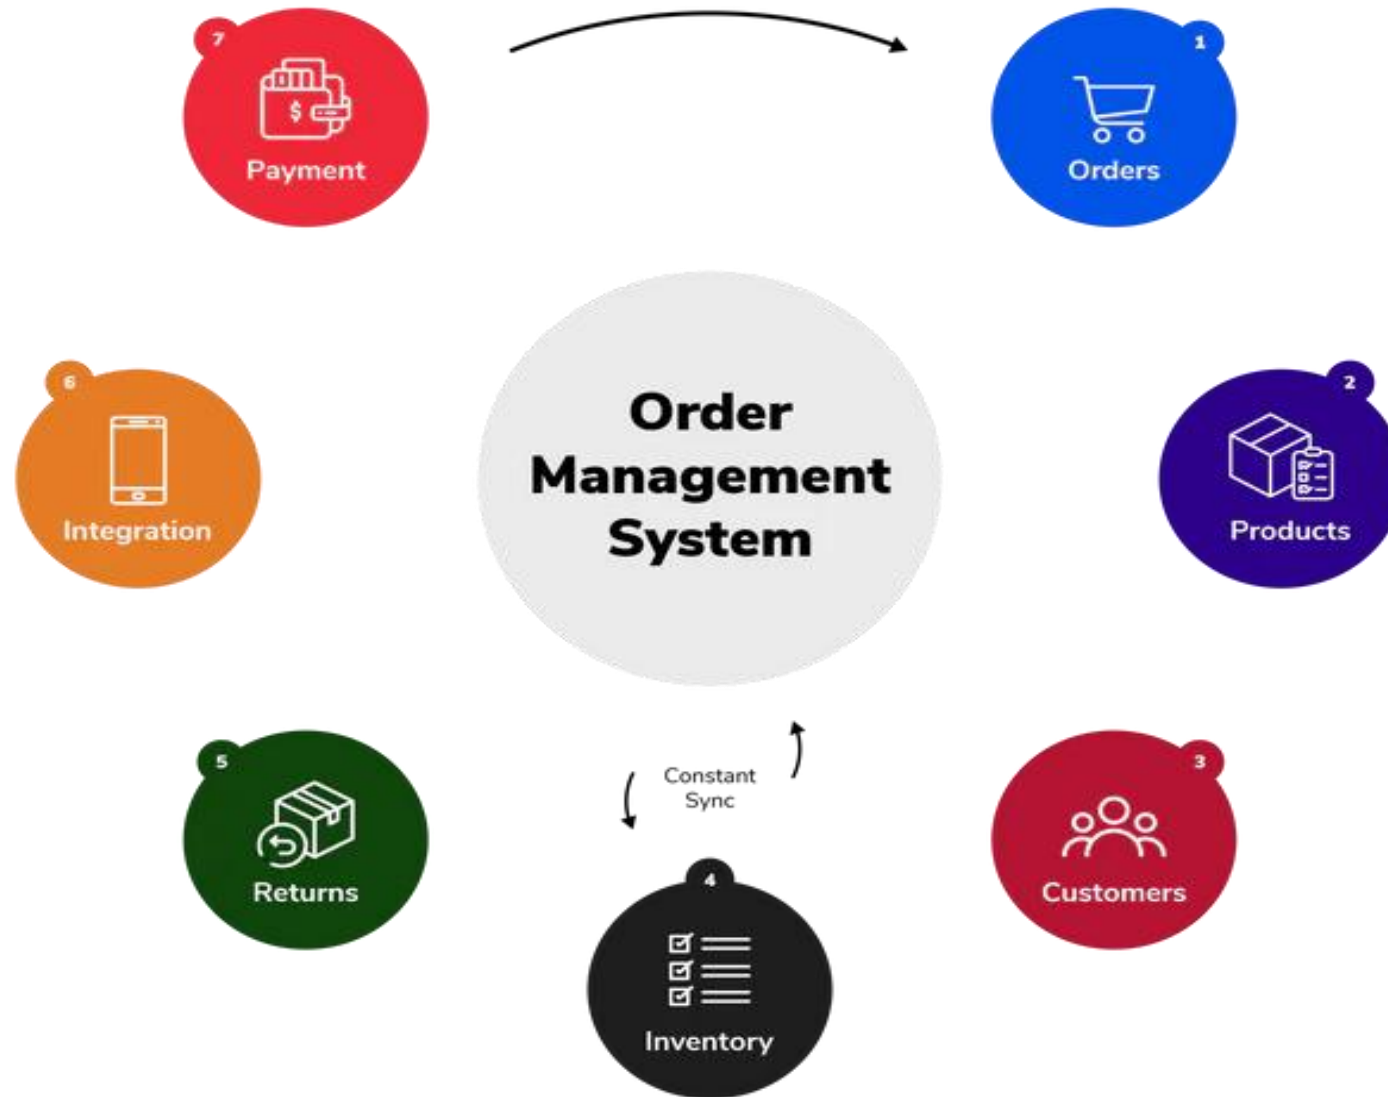 7
$
Payment
1
Orders
6
Integration
Order
Management
System
2
Products
5
Returns
Constant
Sync
3
Customers
4
Inventory